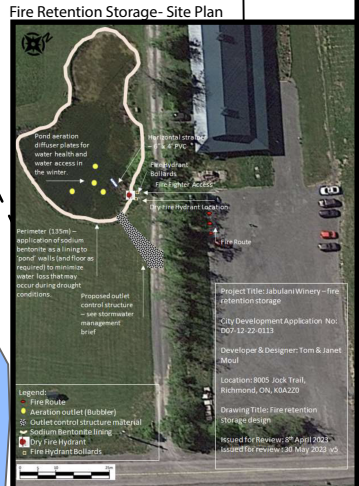 Fire Retention Storage- Site Plan
Pond aeration
diffuser plates for
water health and
water access in
the winter.
Horizontal strainer
– 6" x 4' PVC
Fire Hydrant
Bollards
Fire Fighter Access
Dry Fire Hydrant Location
Fire Route
Perimeter (135m) –
application of sodium
bentonite as a lining to
'pond' walls (and floor as
required) to minimize
water loss that may
occur during drought
conditions.
Proposed outlet
control structure
– see stormwater
management
brief
Project Title: Jabulani Winery – fire
retention storage
City Development Application No:
D07-12-22-0113
Developer & Designer: Tom & Janet
Moul
Location: 8005 Jock Trail,
Richmond, ON, K0A2Z0
Drawing Title: Fire retention
storage design
Issued for Review: 8th April 2023
Issued for review: 30 May 2023 v5
Legend:
Fire Route
Aeration outlet (Bubbler)
Outlet control structure material
Sodium Bentonite lining
Dry Fire Hydrant
Fire Hydrant Bollards